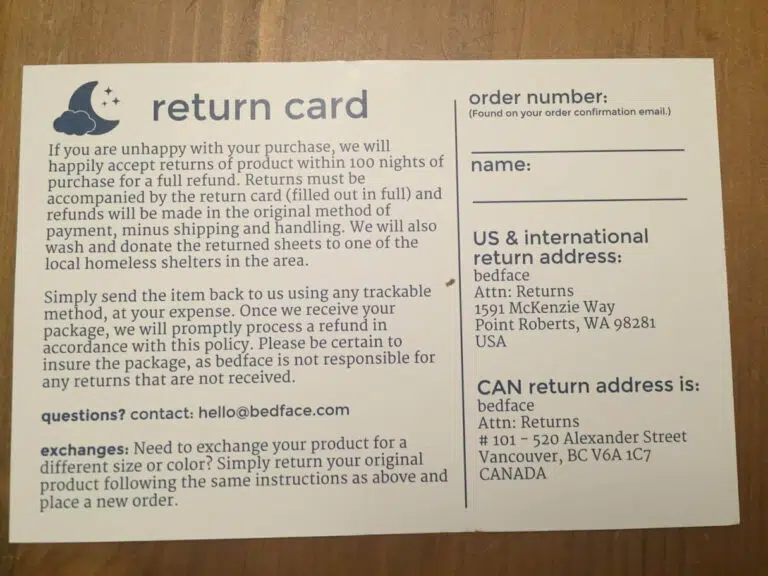 return card
If you are unhappy with your purchase, we will
happily accept returns of product within 100 nights of
purchase for a full refund. Returns must be
accompanied by the return card (filled out in full) and
refunds will be made in the original method of
payment, minus shipping and handling. We will also
wash and donate the returned sheets to one of the
local homeless shelters in the area.
Simply send the item back to us using any trackable
method, at your expense. Once we receive your
package, we will promptly process a refund in
accordance with this policy. Please be certain to
insure the package, as bedface is not responsible for
any returns that are not received.
questions? contact: hello@bedface.com
exchanges: Need to exchange your product for a
different size or color? Simply return your original
product following the same instructions as above and
place a new order.
order number:
(Found on your order confirmation email.)
name:
US & international
return address:
bedface
Attn: Returns
1591 McKenzie Way
Point Roberts, WA 98281
USA
CAN return address is:
bedface
Attn: Returns
# 101 - 520 Alexander Street
Vancouver, BC V6A 1C7
CANADA